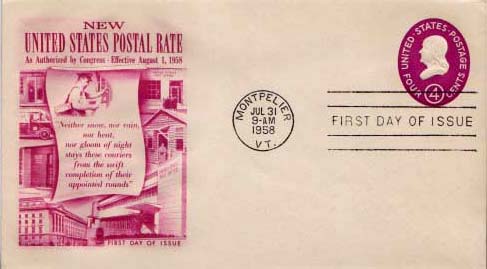 NEW
UNITED STATES POSTAL RATE
As Authorized by Congress - Effective August 1, 1958
"Neither snow, nor rain,
nor heat,
nor gloom of night
stays these couriers
from the swift
completion of their
appointed rounds"
FIRST DAY OF ISSUE
MONTPELIER
JUL 31
9-AM
1958
VT.
FIRST DAY OF ISSUE
UNITED STATES POSTAGE
FOUR 4 CENTS